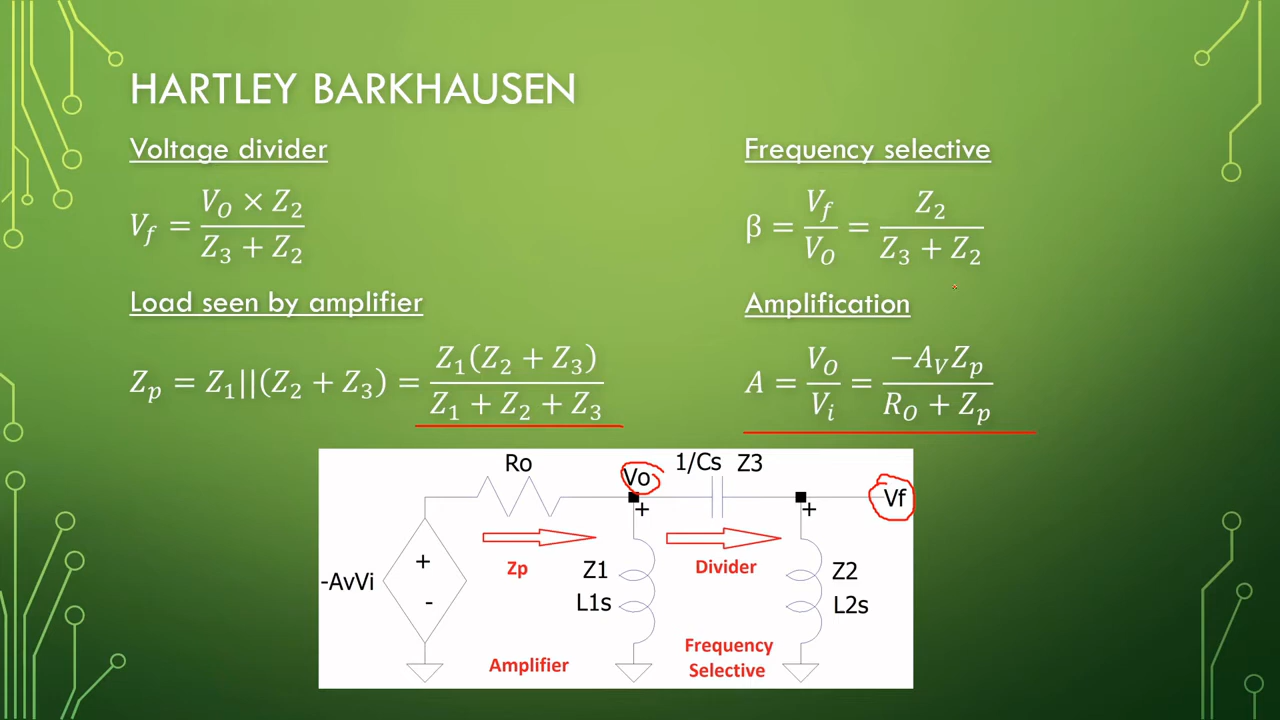 HARTLEY BARKHAUSEN
Voltage divider
V_f = (V_O × Z_2) / (Z_3 + Z_2)
Load seen by amplifier
Z_p = Z_1||(Z_2 + Z_3) = Z_1(Z_2 + Z_3) / (Z_1 + Z_2 + Z_3)
Frequency selective
β = V_f / V_O = Z_2 / (Z_3 + Z_2)
Amplification
A = V_O / V_i = −A_V Z_p / (R_O + Z_p)
Ro
Vo
1/Cs Z3
Vf
+
+
-AvVi
+
-
Zp
Z1
L1s
Divider
Z2
L2s
Amplifier
Frequency
Selective